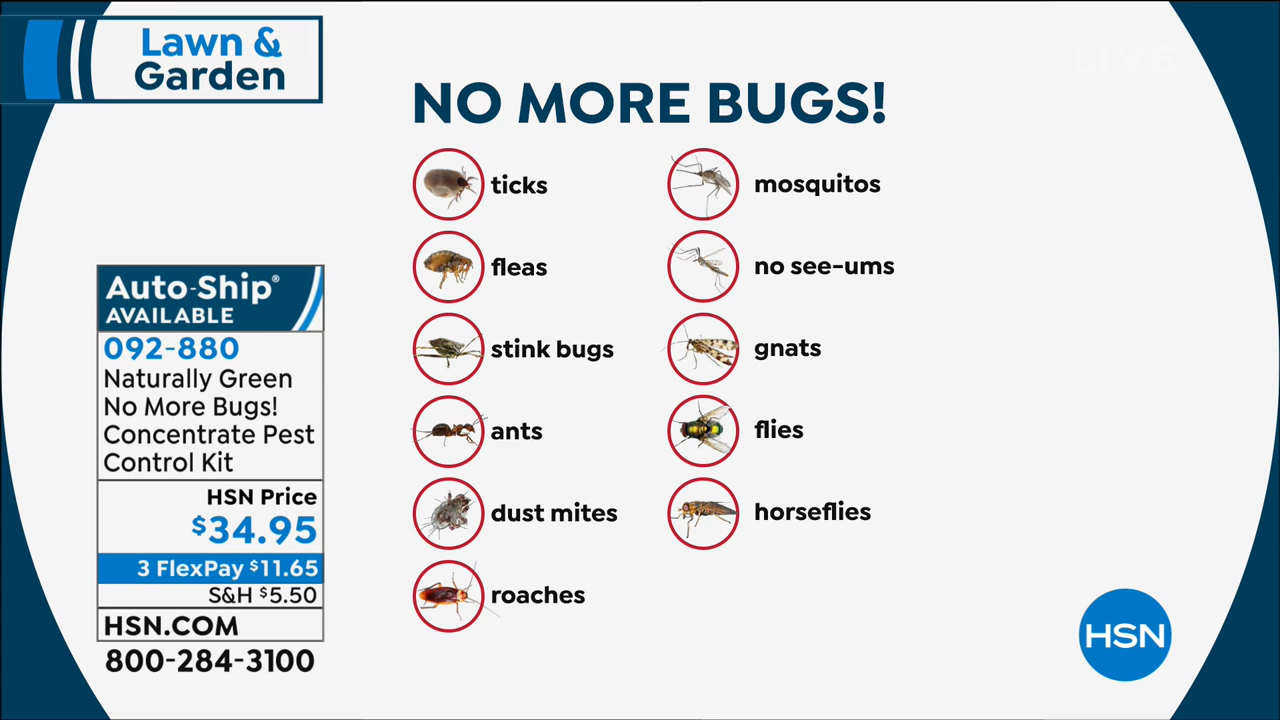 Lawn &
Garden
LIVE
NO MORE BUGS!
ticks
mosquitos
fleas
no see-ums
stink bugs
gnats
ants
flies
dust mites
horseflies
roaches
Auto-Ship®
AVAILABLE
092-880
Naturally Green
No More Bugs!
Concentrate Pest
Control Kit
HSN Price
$34.95
3 FlexPay $11.65
S&H $5.50
HSN.COM
800-284-3100
HSN